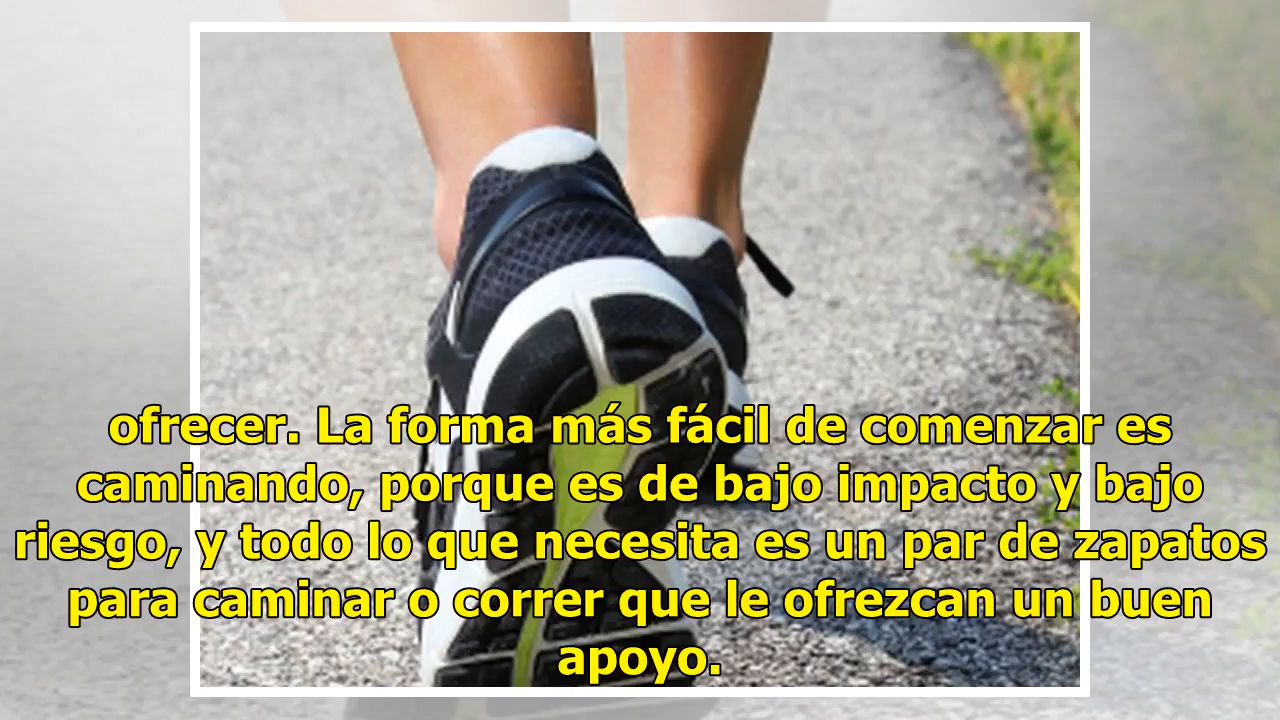 ofrecer. La forma más fácil de comenzar es
caminando, porque es de bajo impacto y bajo
riesgo, y todo lo que necesita es un par de zapatos
para caminar o correr que le ofrezcan un buen
apoyo.